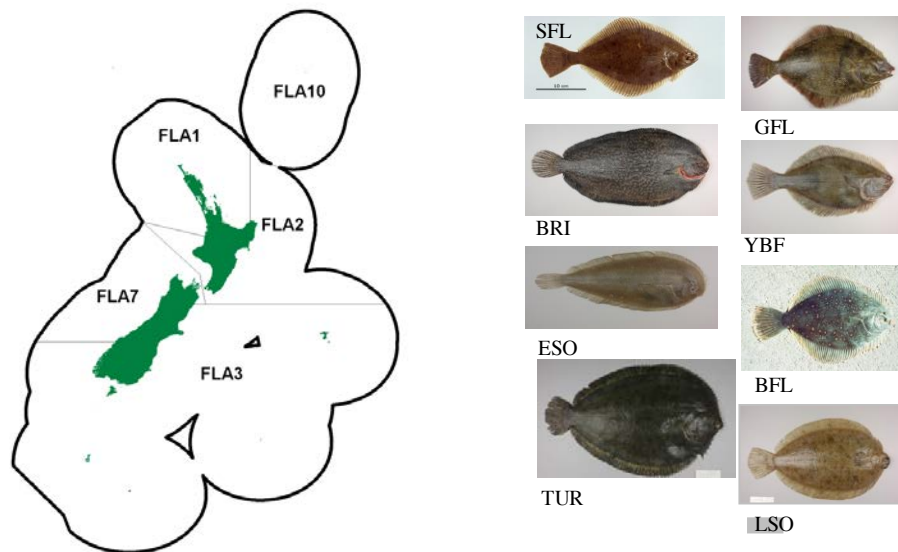 FLA10
FLA1
FLA2
FLA7
FLA3
SFL
GFL
BRI
YBF
ESO
BFL
TUR
LSO